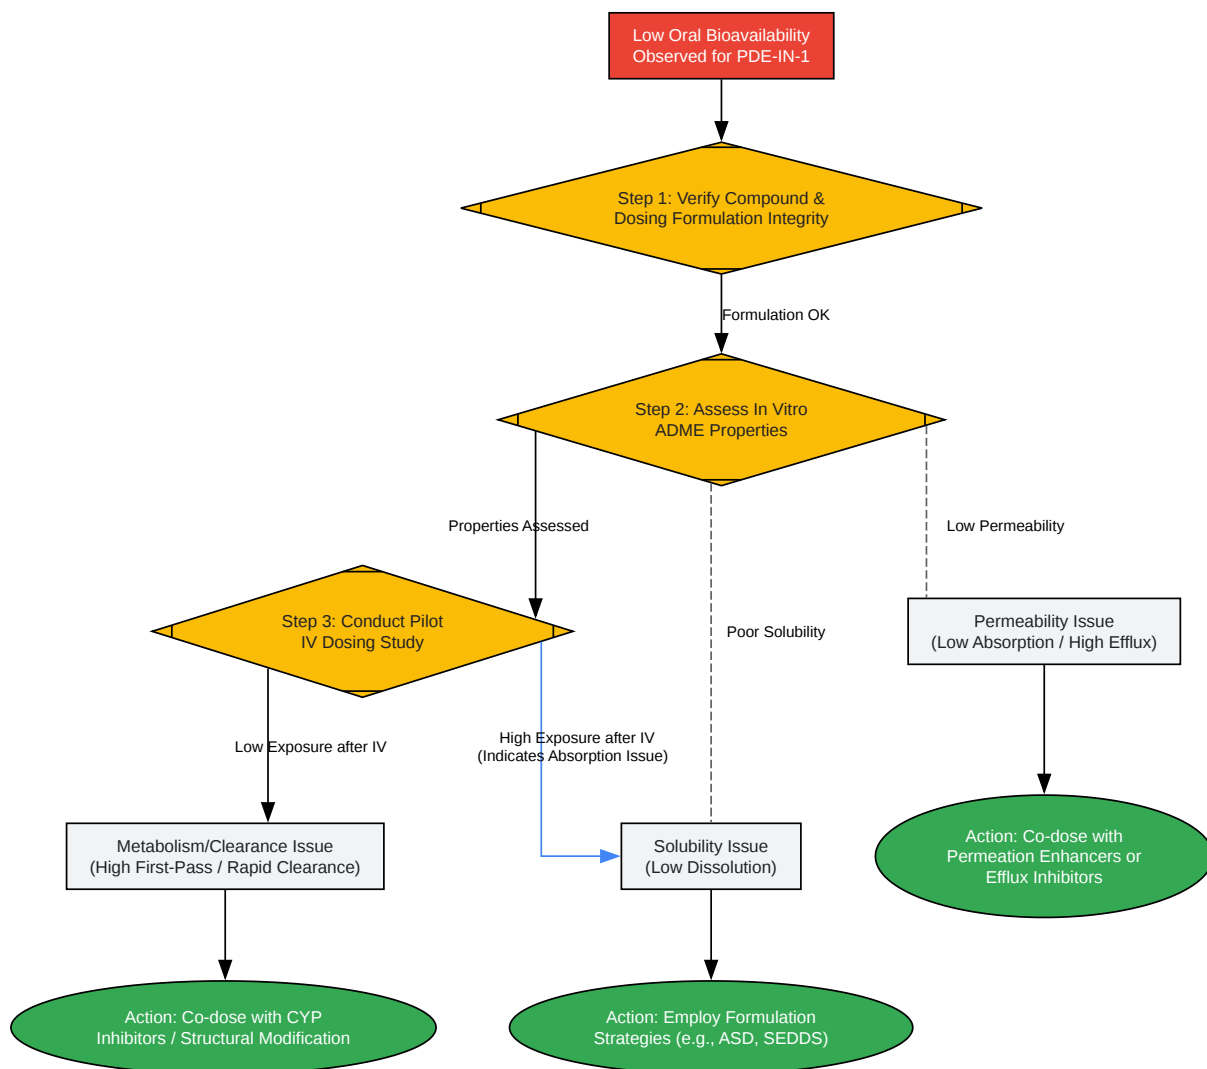 Low Oral Bioavailability
Observed for PDE-IN-1
Step 1: Verify Compound &
Dosing Formulation Integrity
Formulation OK
Step 2: Assess In Vitro
ADME Properties
Properties Assessed
Low Permeability
Step 3: Conduct Pilot
IV Dosing Study
Poor Solubility
Permeability Issue
(Low Absorption / High Efflux)
Low Exposure after IV
High Exposure after IV
(Indicates Absorption Issue)
Metabolism/Clearance Issue
(High First-Pass / Rapid Clearance)
Solubility Issue
(Low Dissolution)
Action: Co-dose with
Permeation Enhancers or
Efflux Inhibitors
Action: Co-dose with CYP
Inhibitors / Structural Modification
Action: Employ Formulation
Strategies (e.g., ASD, SEDDS)